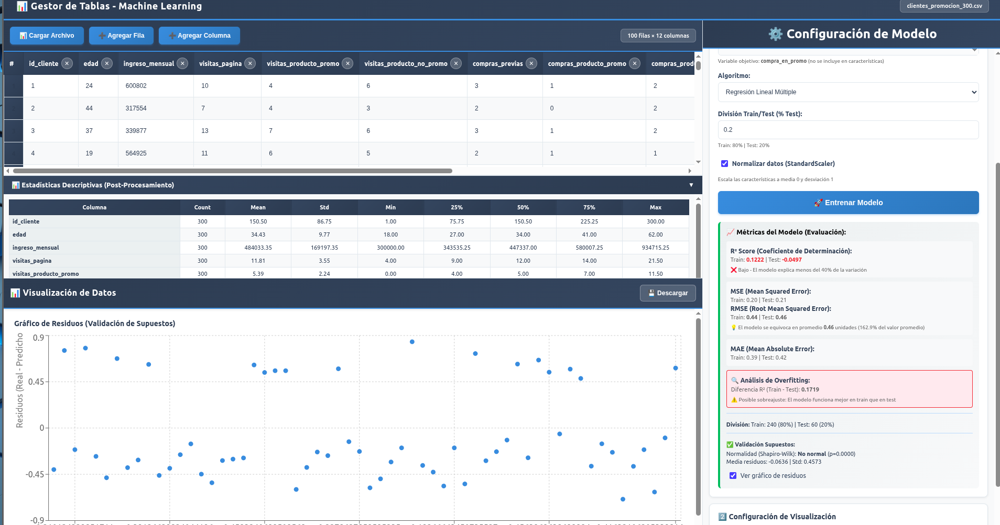 📊 Gestor de Tablas - Machine Learning
clientes_promocion_300.csv
📊 Cargar Archivo
➕ Agregar Fila
➕ Agregar Columna
100 filas × 12 columnas
# id_cliente × edad × ingreso_mensual × visitas_pagina × visitas_producto_promo × visitas_producto_no_promo × compras_previas × compras_producto_promo × compras_prod
1 24 600802 10 4 6 3 1 2
2 44 317554 7 4 3 2 0 2
3 37 339877 13 7 6 3 1 2
4 19 564925 11 6 5 2 1 1
📊 Estadísticas Descriptivas (Post-Procesamiento) ▼
Columna Count Mean Std Min 25% 50% 75% Max
id_cliente 300 150.50 86.75 1.00 75.75 150.50 225.25 300.00
edad 300 34.43 9.77 18.00 27.00 34.00 41.00 62.00
ingreso_mensual 300 484033.35 169197.35 300000.00 343535.25 447337.00 580007.25 934715.25
visitas_pagina 300 11.81 3.55 4.00 9.00 12.00 14.00 21.50
visitas_producto_promo 300 5.39 2.24 0.00 4.00 5.00 7.00 11.50
📊 Visualización de Datos
💾 Descargar
Gráfico de Residuos (Validación de Supuestos)
Residuos (Real - Predicho
0.9
0.45
0
-0.45
-0.9
⚙️ Configuración de Modelo
Variable objetivo: compra_en_promo (no se incluye en características)
Algoritmo:
Regresión Lineal Múltiple
División Train/Test (% Test):
0.2
Train: 80% | Test: 20%
Normalizar datos (StandardScaler)
Escala las características a media 0 y desviación 1
🚀 Entrenar Modelo
📈 Métricas del Modelo (Evaluación):
R² Score (Coeficiente de Determinación):
Train: 0.1222 | Test: -0.0497
❌ Bajo - El modelo explica menos del 40% de la variación
MSE (Mean Squared Error):
Train: 0.20 | Test: 0.21
RMSE (Root Mean Squared Error):
Train: 0.44 | Test: 0.46
💡 El modelo se equivoca en promedio 0.46 unidades (162.9% del valor promedio)
MAE (Mean Absolute Error):
Train: 0.39 | Test: 0.42
🔍 Análisis de Overfitting:
Diferencia R² (Train - Test): 0.1719
⚠️ Posible sobreajuste: El modelo funciona mejor en train que en test
División: Train: 240 (80%) | Test: 60 (20%)
✅ Validación Supuestos:
Normalidad (Shapiro-Wilk): No normal (p=0.0000)
Media residuos: -0.0636 | Std: 0.4573
Ver gráfico de residuos
2️⃣ Configuración de Visualización